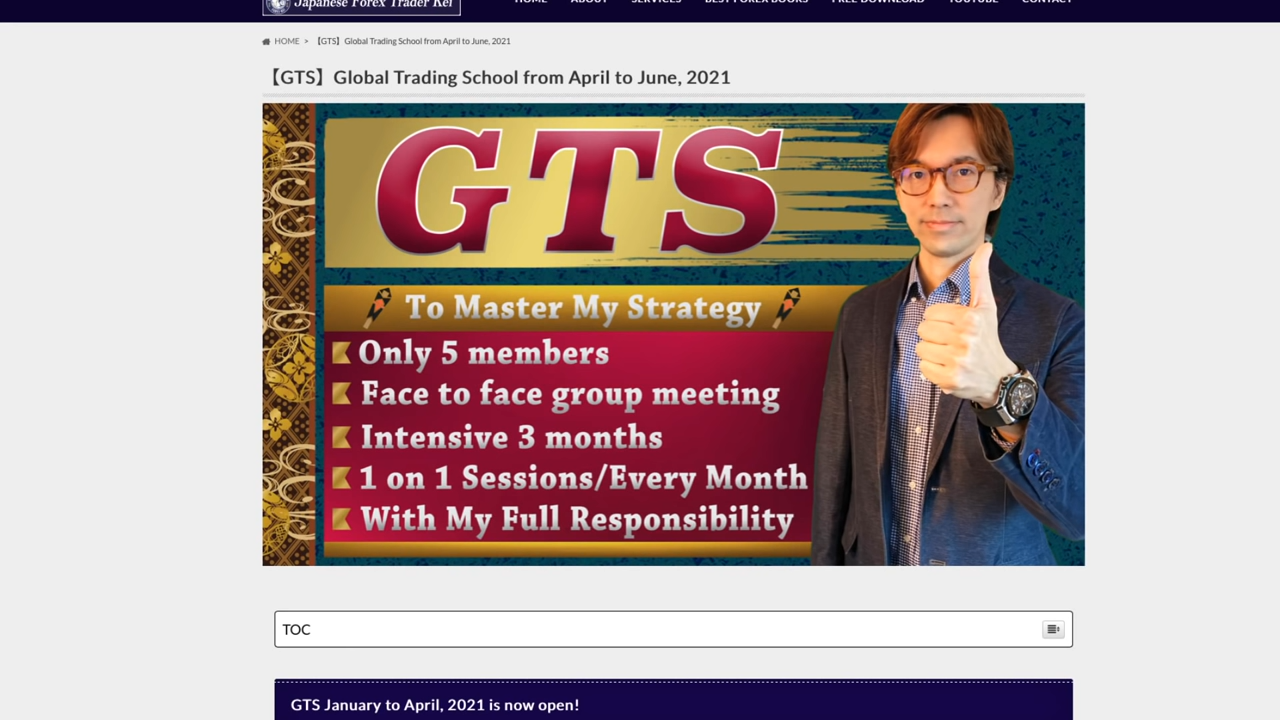 Japanese Forex Trader Kei
HOME ABOUT SERVICES BEST FOREX BOOKS FREE DOWNLOAD YOUTUBE CONTACT
HOME > 【GTS】Global Trading School from April to June, 2021
【GTS】Global Trading School from April to June, 2021
GTS
To Master My Strategy
Only 5 members
Face to face group meeting
Intensive 3 months
1 on 1 Sessions/Every Month
With My Full Responsibility
TOC
GTS January to April, 2021 is now open!